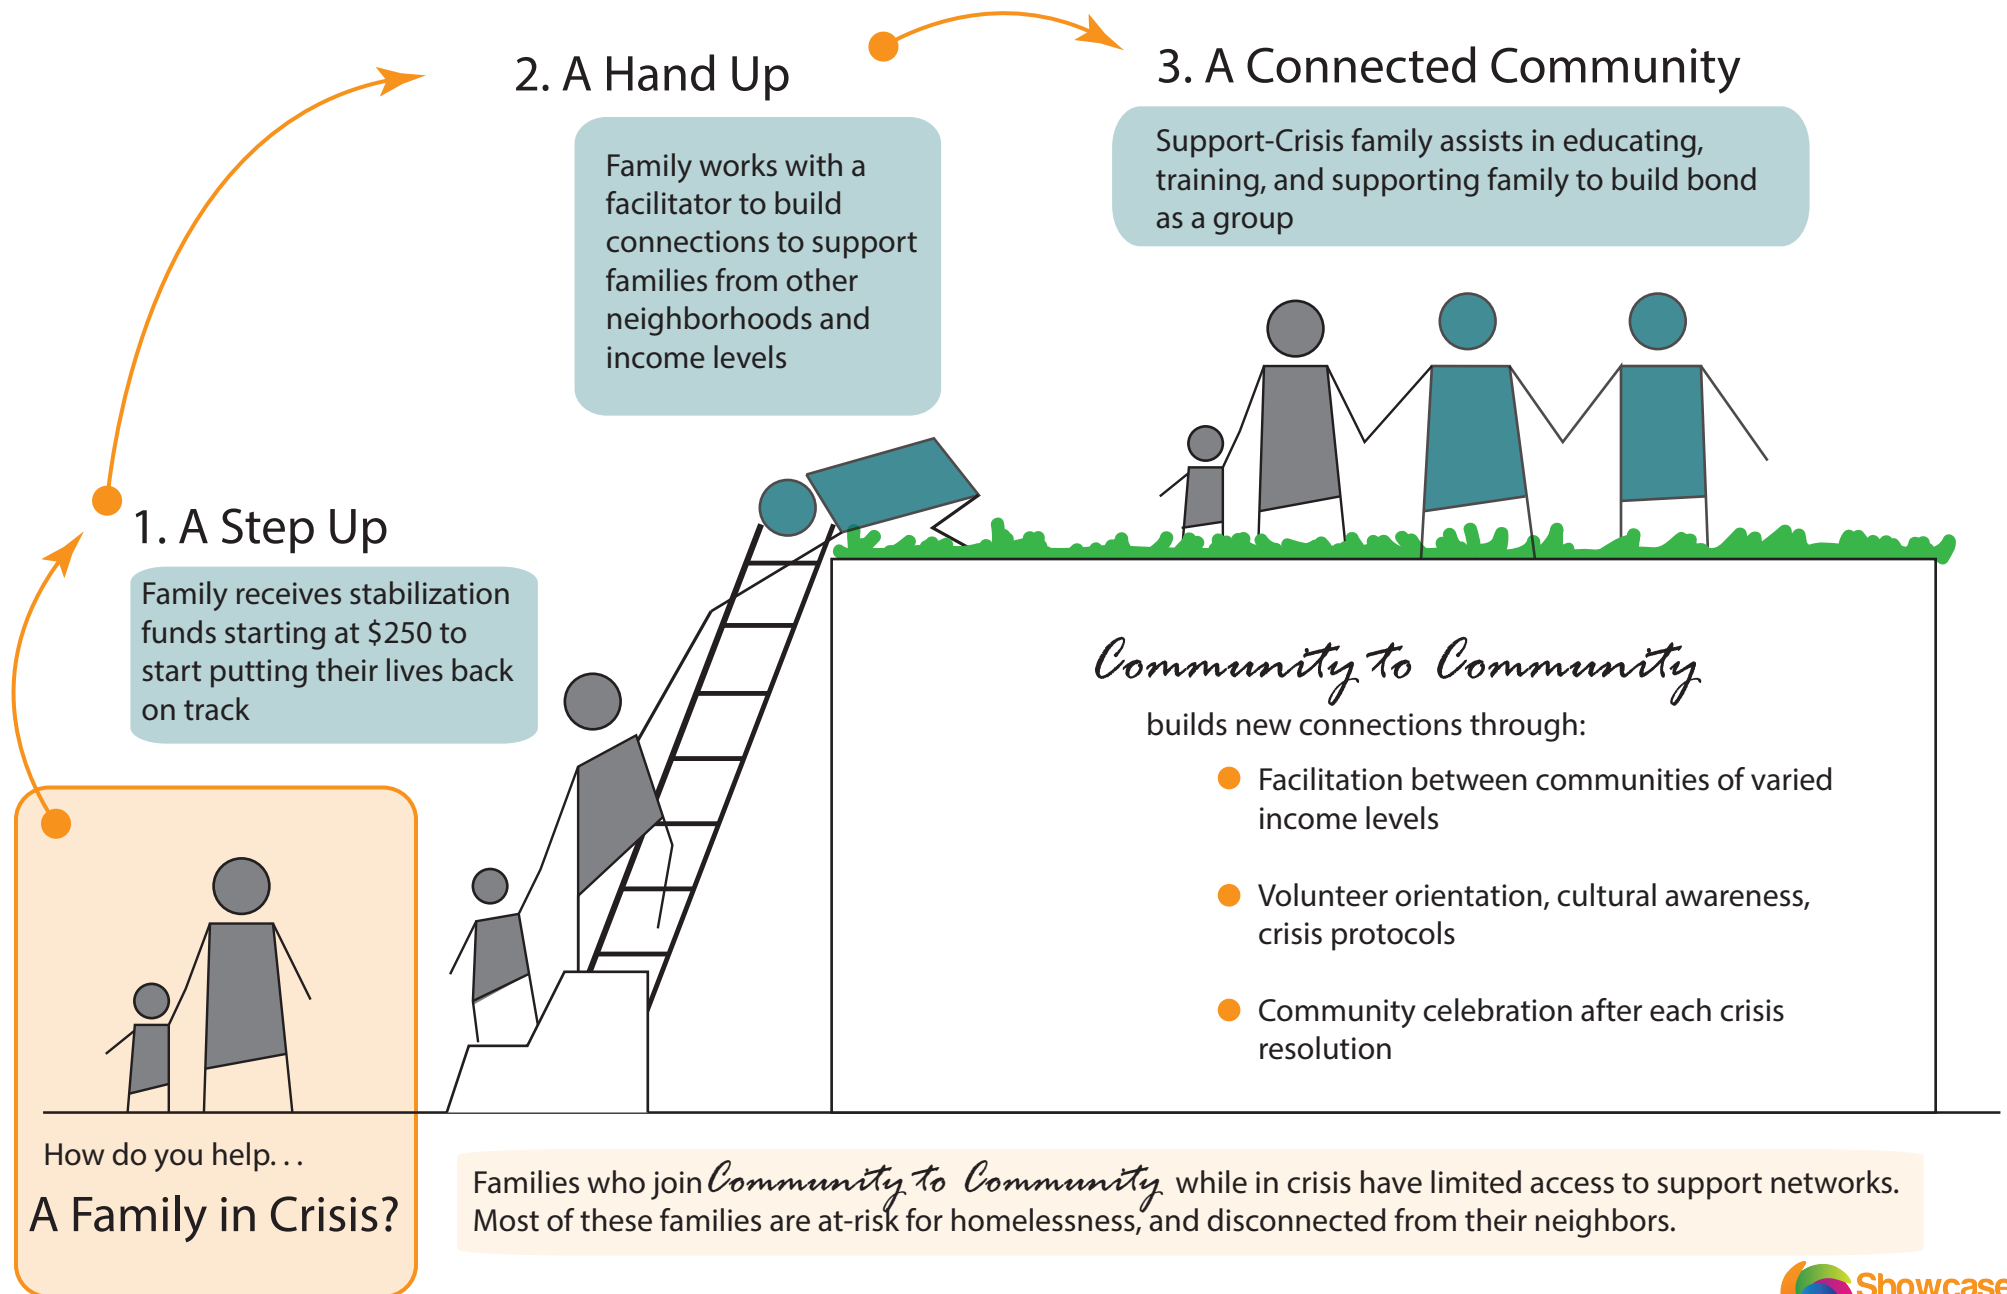 2. A Hand Up
3. A Connected Community
Family works with a
facilitator to build
connections to support
families from other
neighborhoods and
income levels
Support-Crisis family assists in educating,
training, and supporting family to build bond
as a group
1. A Step Up
Family receives stabilization
funds starting at $250 to
start putting their lives back
on track
Community to Community
builds new connections through:
Facilitation between communities of varied
income levels
Volunteer orientation, cultural awareness,
crisis protocols
Community celebration after each crisis
resolution
How do you help...
A Family in Crisis?
Families who join Community to Community while in crisis have limited access to support networks.
Most of these families are at-risk for homelessness, and disconnected from their neighbors.
Showcase